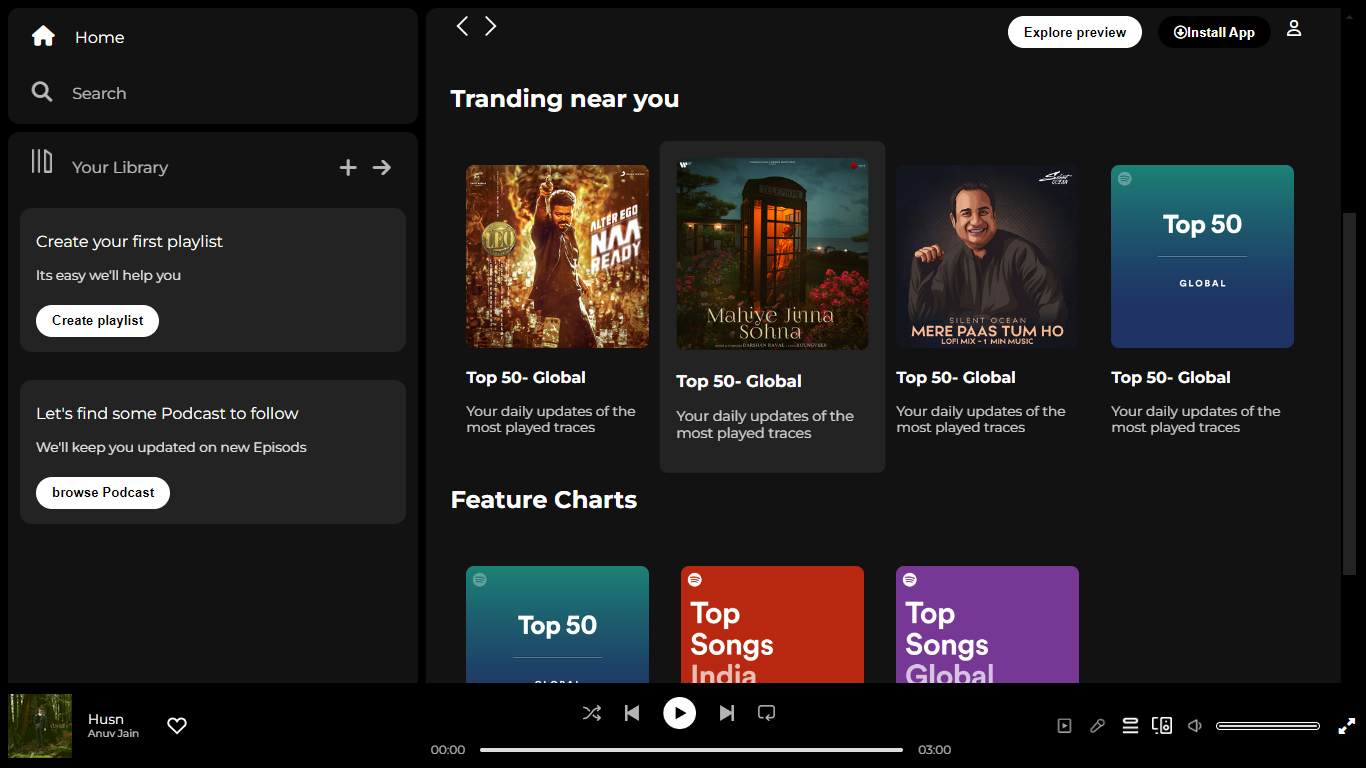 Home
Search
Your Library
Create your first playlist
Its easy we'll help you
Create playlist
Let's find some Podcast to follow
We'll keep you updated on new Episods
browse Podcast
Explore preview
Install App
Tranding near you
LEO
ALTER EGO
NAA
READY
Top 50- Global
Your daily updates of the
most played traces
Mahiye Jinna
Sohna
DARSHAN RAVAL
Top 50- Global
Your daily updates of the
most played traces
Silent
OCEAN
SILENT OCEAN
MERE PAAS TUM HO
LOFI MIX - 1 MIN MUSIC
Top 50- Global
Your daily updates of the
most played traces
Top 50
GLOBAL
Top 50- Global
Your daily updates of the
most played traces
Feature Charts
Top 50
GLOBAL
Top
Songs
India
Top
Songs
Global
Husn
Anuv Jain
00:00
03:00